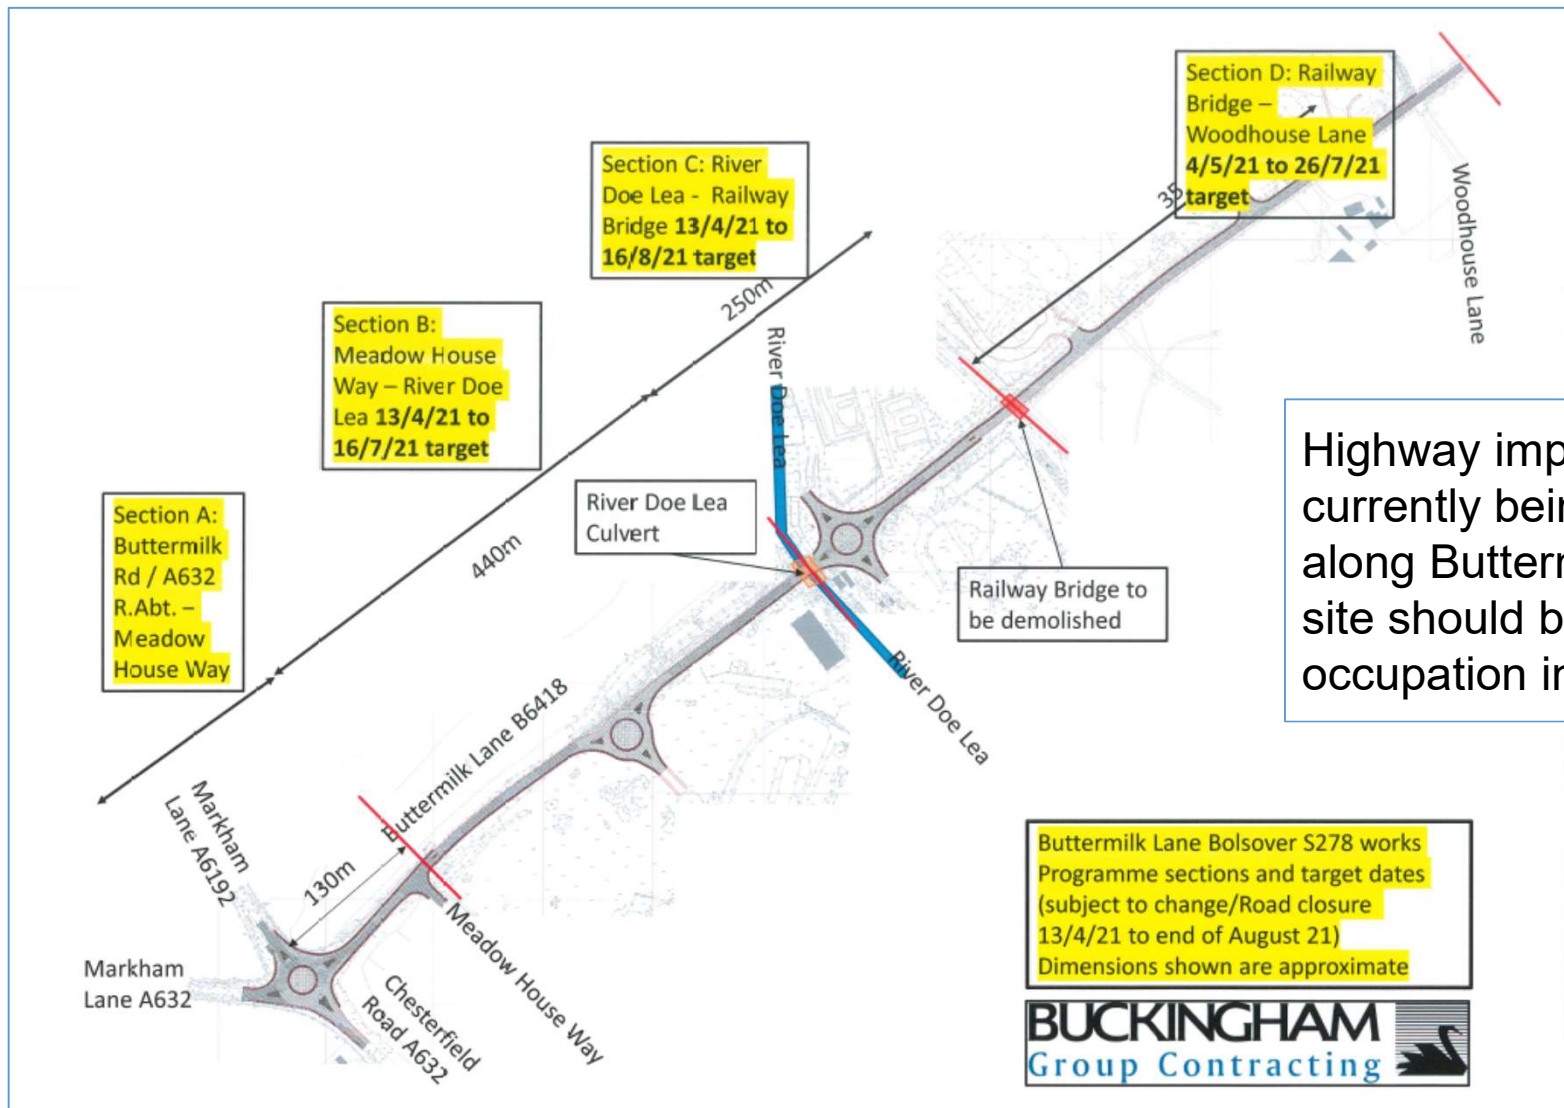 Section D: Railway
Bridge –
Woodhouse Lane
4/5/21 to 26/7/21
target
Section C: River
Doe Lea - Railway
Bridge 13/4/21 to
16/8/21 target
35
Woodhouse Lane
250m
Section B:
Meadow House
Way – River Doe
Lea 13/4/21 to
16/7/21 target
River Doe Lea
Highway imp
currently bei
along Butter
site should b
occupation i
Section A:
Buttermilk
Rd / A632
R.Abt. –
Meadow
House Way
440m
River Doe Lea
Culvert
Railway Bridge to
be demolished
River Doe Lea
Buttermilk Lane B6418
Markham
Lane A6192
130m
Meadow House Way
Markham
Lane A632
Chesterfield
Road A632
Buttermilk Lane Bolsover S278 works
Programme sections and target dates
(subject to change/Road closure
13/4/21 to end of August 21)
Dimensions shown are approximate
BUCKINGHAM
Group Contracting